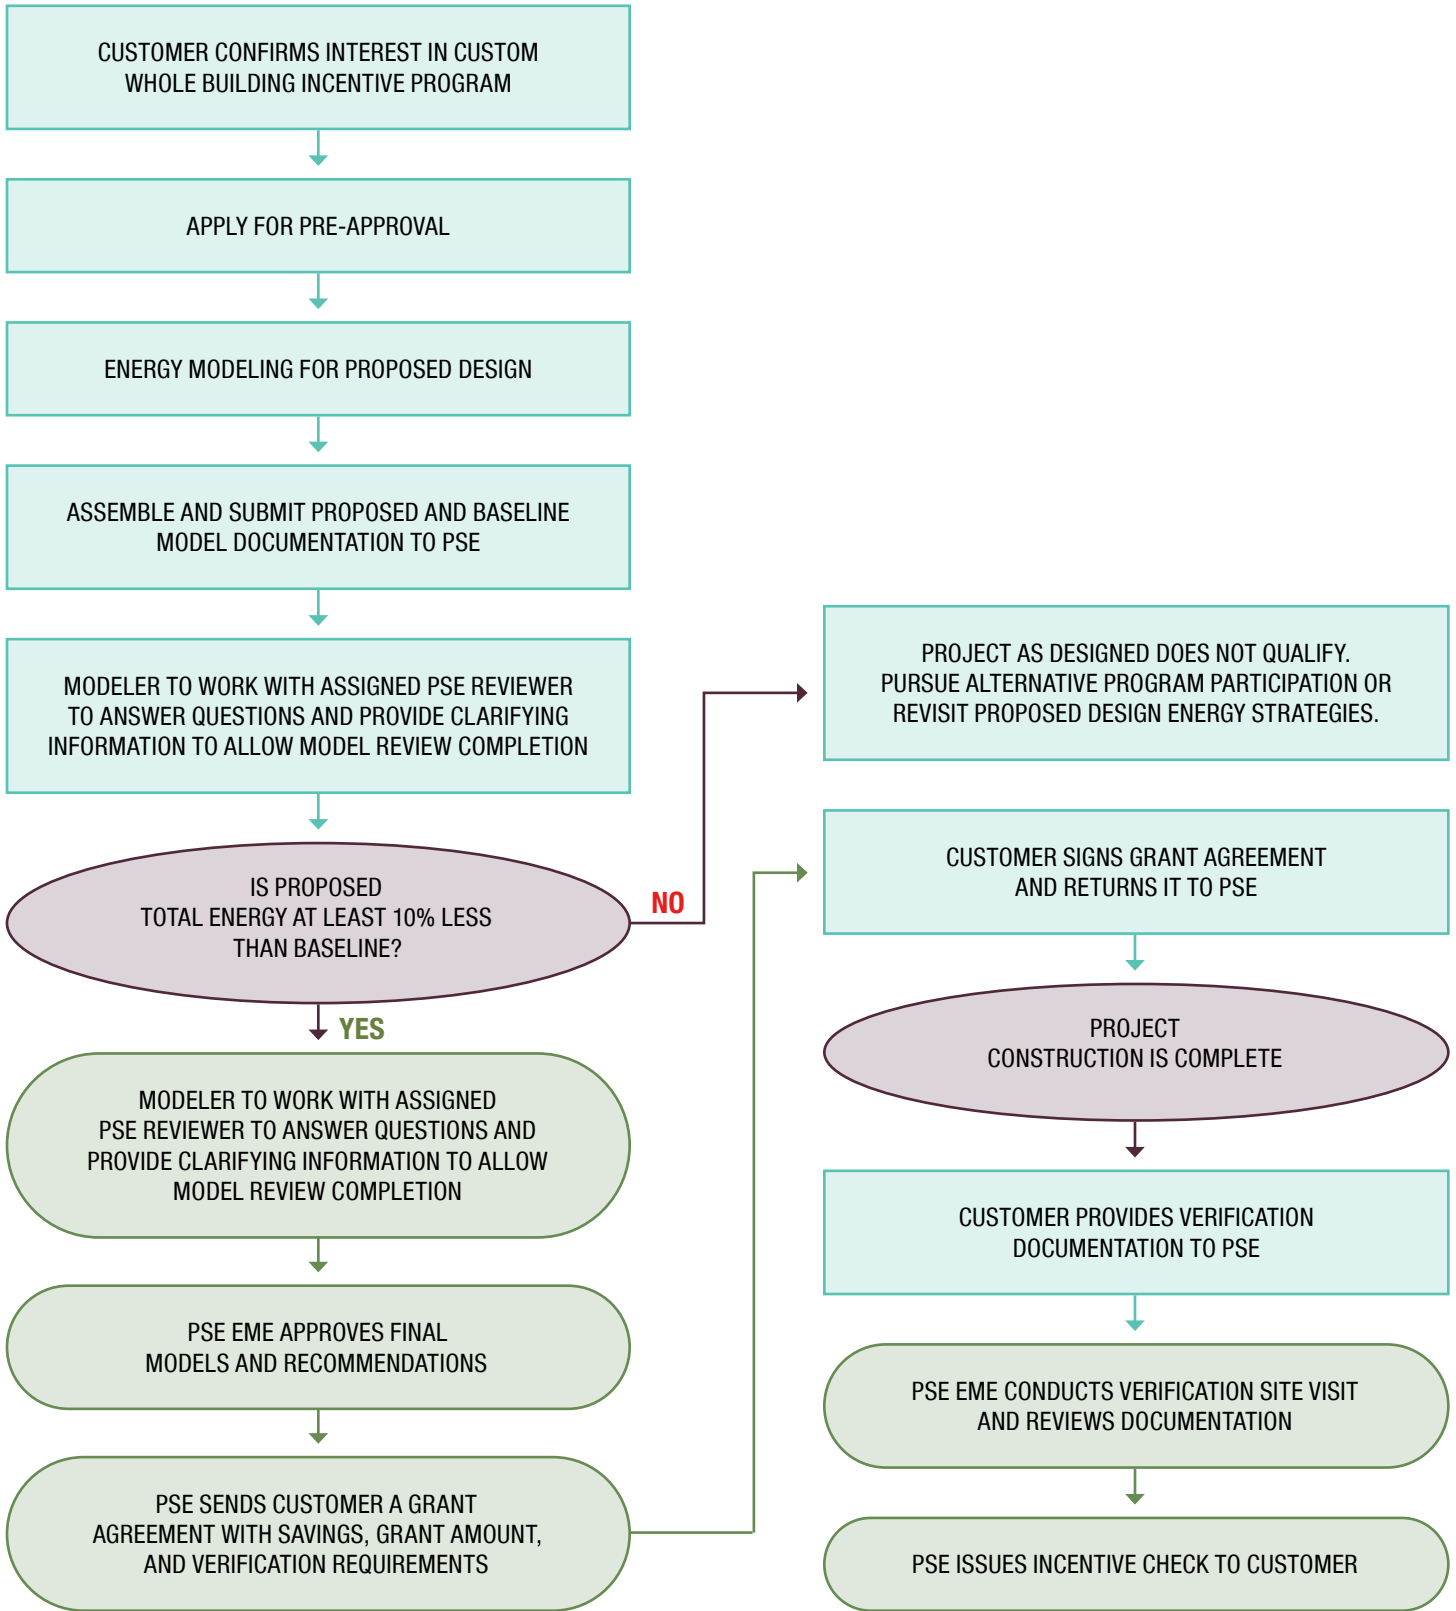 CUSTOMER CONFIRMS INTEREST IN CUSTOM
WHOLE BUILDING INCENTIVE PROGRAM
APPLY FOR PRE-APPROVAL
ENERGY MODELING FOR PROPOSED DESIGN
ASSEMBLE AND SUBMIT PROPOSED AND BASELINE
MODEL DOCUMENTATION TO PSE
MODELER TO WORK WITH ASSIGNED PSE REVIEWER
TO ANSWER QUESTIONS AND PROVIDE CLARIFYING
INFORMATION TO ALLOW MODEL REVIEW COMPLETION
IS PROPOSED
TOTAL ENERGY AT LEAST 10% LESS
THAN BASELINE?
NO
YES
MODELER TO WORK WITH ASSIGNED
PSE REVIEWER TO ANSWER QUESTIONS AND
PROVIDE CLARIFYING INFORMATION TO ALLOW
MODEL REVIEW COMPLETION
PSE EME APPROVES FINAL
MODELS AND RECOMMENDATIONS
PSE SENDS CUSTOMER A GRANT
AGREEMENT WITH SAVINGS, GRANT AMOUNT,
AND VERIFICATION REQUIREMENTS
PROJECT AS DESIGNED DOES NOT QUALIFY.
PURSUE ALTERNATIVE PROGRAM PARTICIPATION OR
REVISIT PROPOSED DESIGN ENERGY STRATEGIES.
CUSTOMER SIGNS GRANT AGREEMENT
AND RETURNS IT TO PSE
PROJECT
CONSTRUCTION IS COMPLETE
CUSTOMER PROVIDES VERIFICATION
DOCUMENTATION TO PSE
PSE EME CONDUCTS VERIFICATION SITE VISIT
AND REVIEWS DOCUMENTATION
PSE ISSUES INCENTIVE CHECK TO CUSTOMER